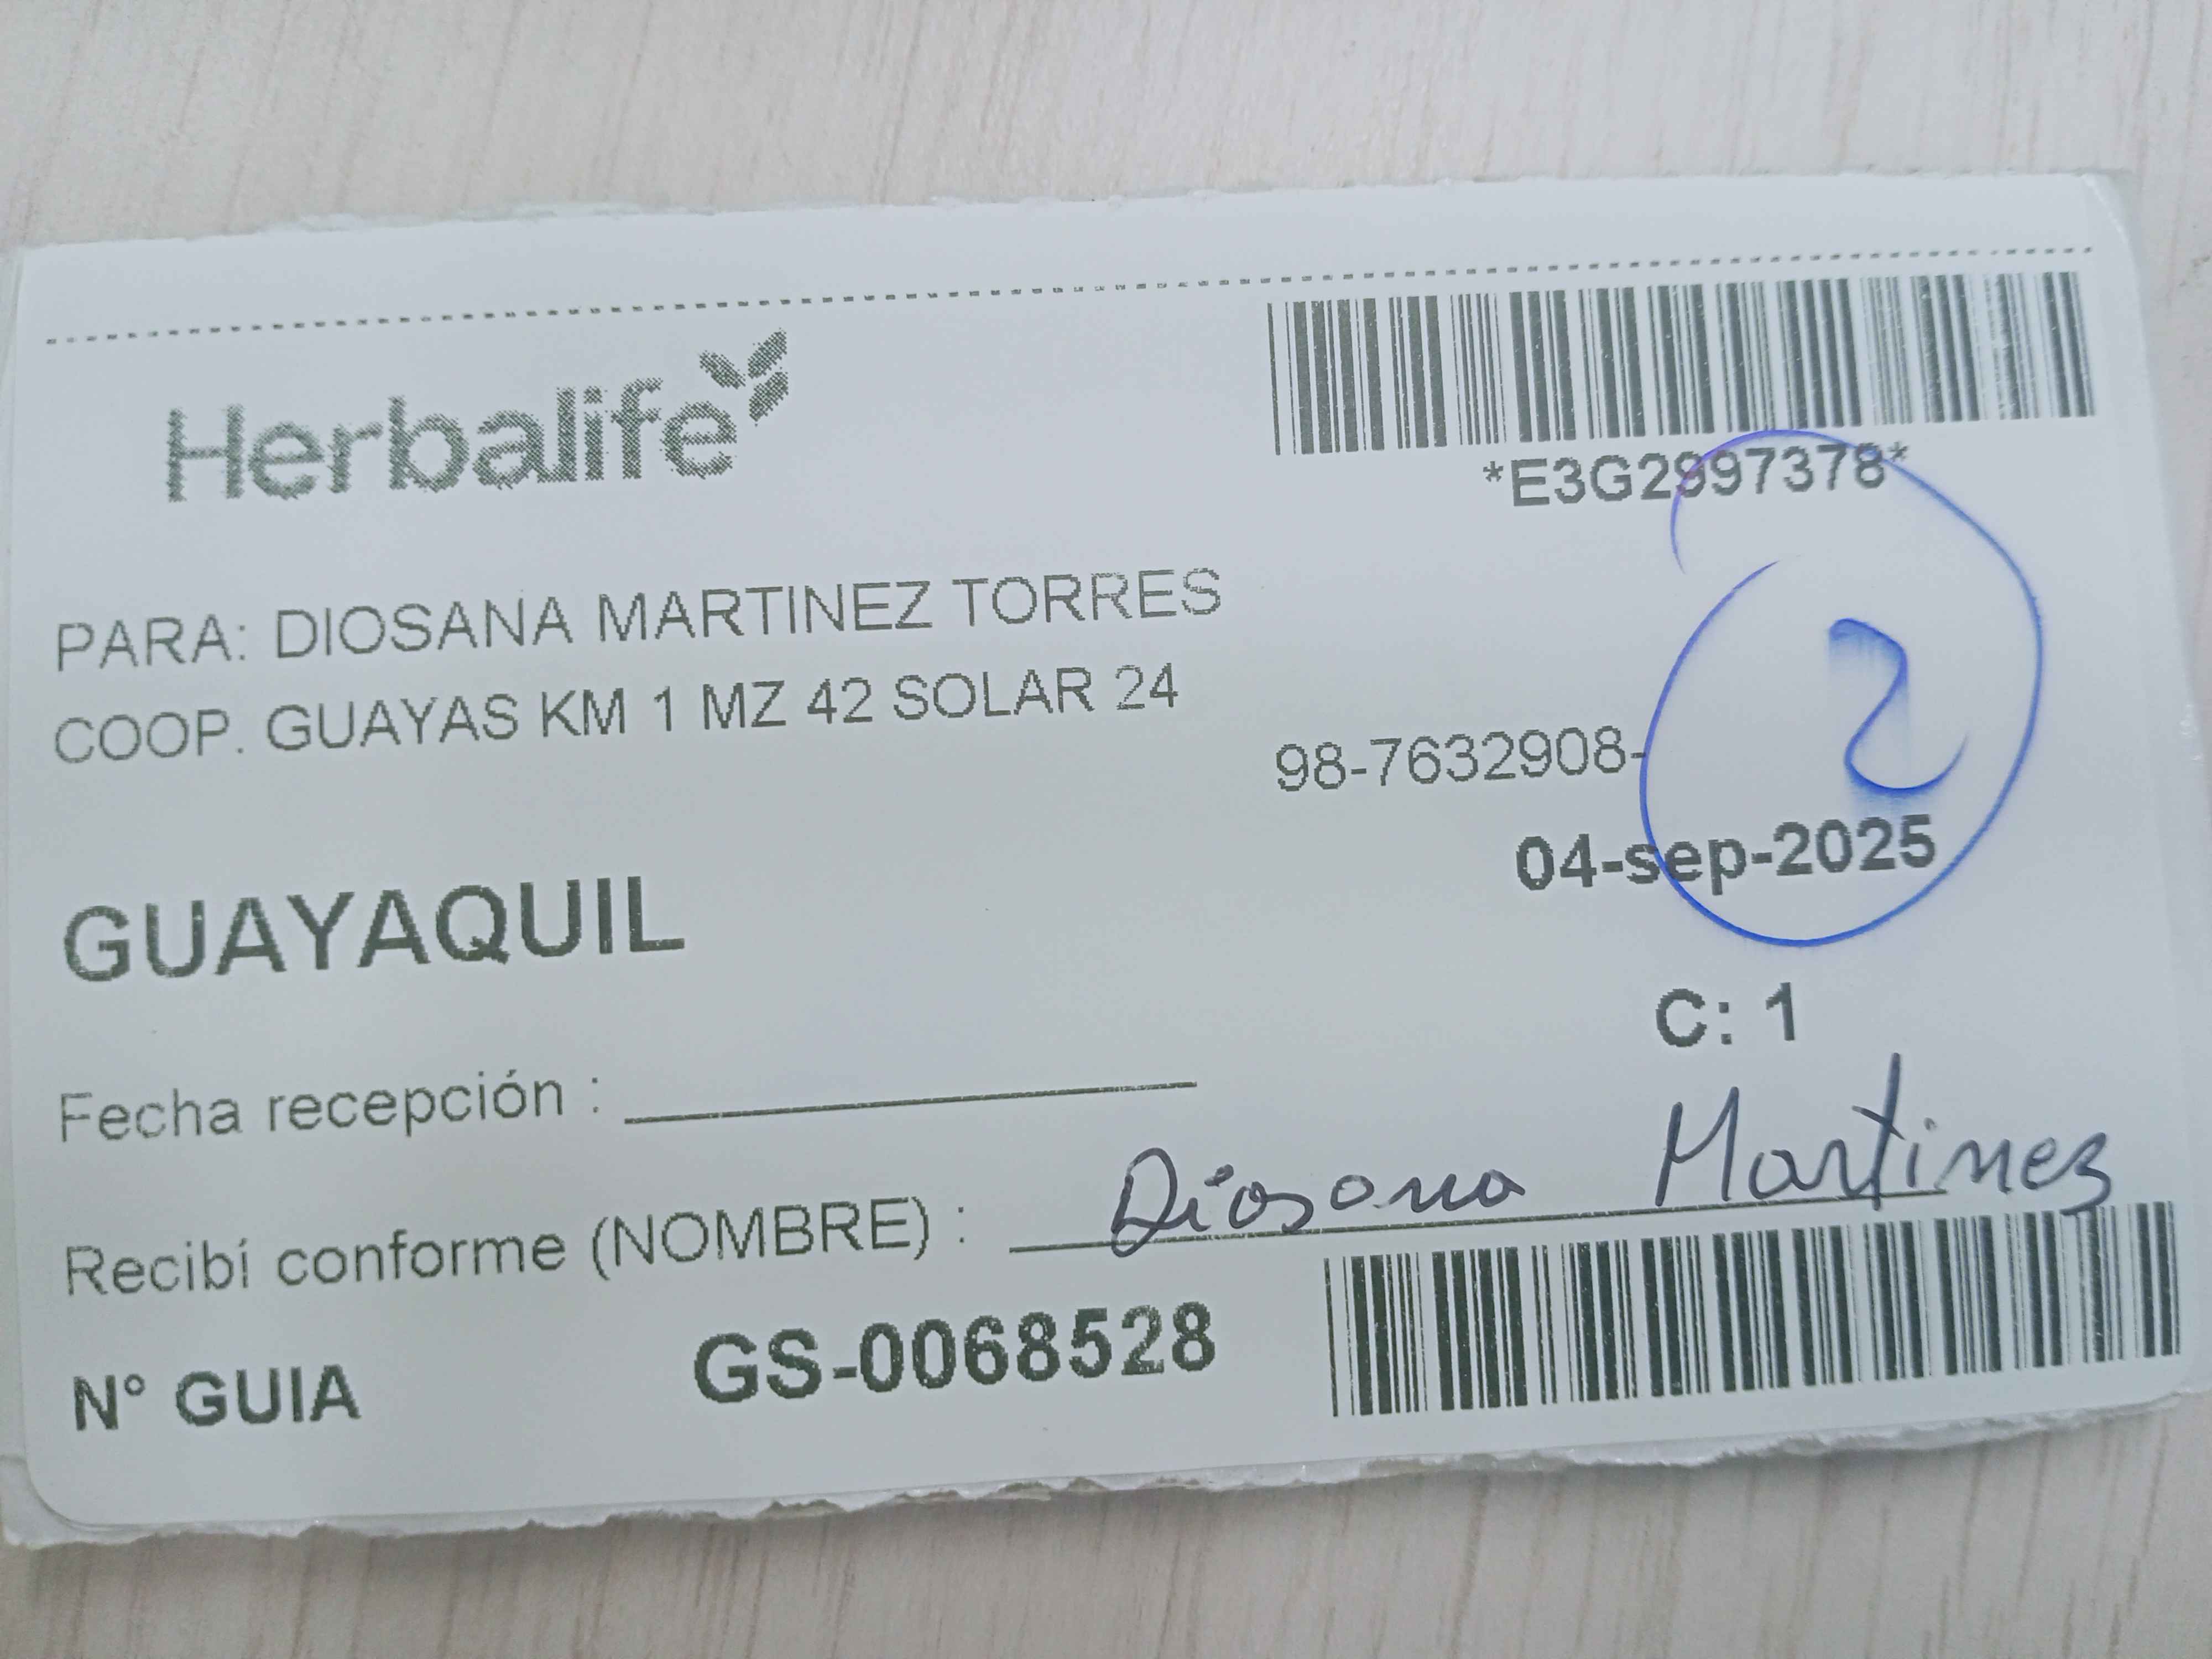 Herbalife
*E3G2997378*
PARA: DIOSANA MARTINEZ TORRES
COOP. GUAYAS KM 1 MZ 42 SOLAR 24
98-7632908-
2
04-sep-2025
GUAYAQUIL
C: 1
Fecha recepción :
Recibí conforme (NOMBRE) : Diosana Martinez
N° GUIA GS-0068528